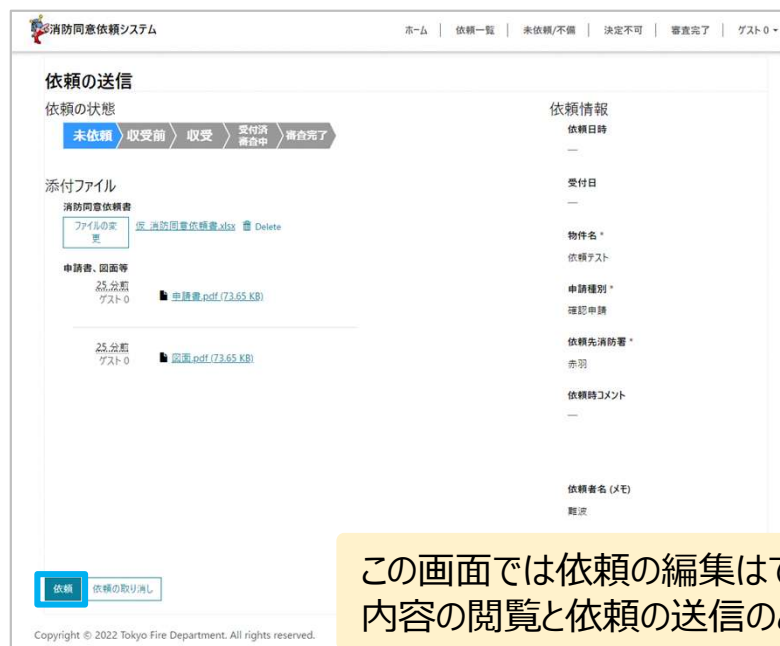 消防同意依頼システム
ホーム | 依頼一覧 | 未依頼/不備 | 決定不可 | 審査完了 | ゲスト 0
依頼の送信
依頼の状態
未依頼 収受前 収受 受付済 審査中 審査完了
添付ファイル
消防同意依頼書
ファイルの変更 仮_消防同意依頼書.xlsx Delete
申請書、図面等
25 分前
ゲスト 0
申請書.pdf (73.65 KB)
25 分前
ゲスト 0
図面.pdf (73.65 KB)
依頼情報
依頼日時
—
受付日
—
物件名 *
依頼テスト
申請種別 *
確認申請
依頼先消防署 *
赤羽
依頼時コメント
—
依頼者名 (メモ)
難波
依頼 依頼の取り消し
この画面では依頼の編集は
内容の閲覧と依頼の送信の
Copyright © 2022 Tokyo Fire Department. All rights reserved.